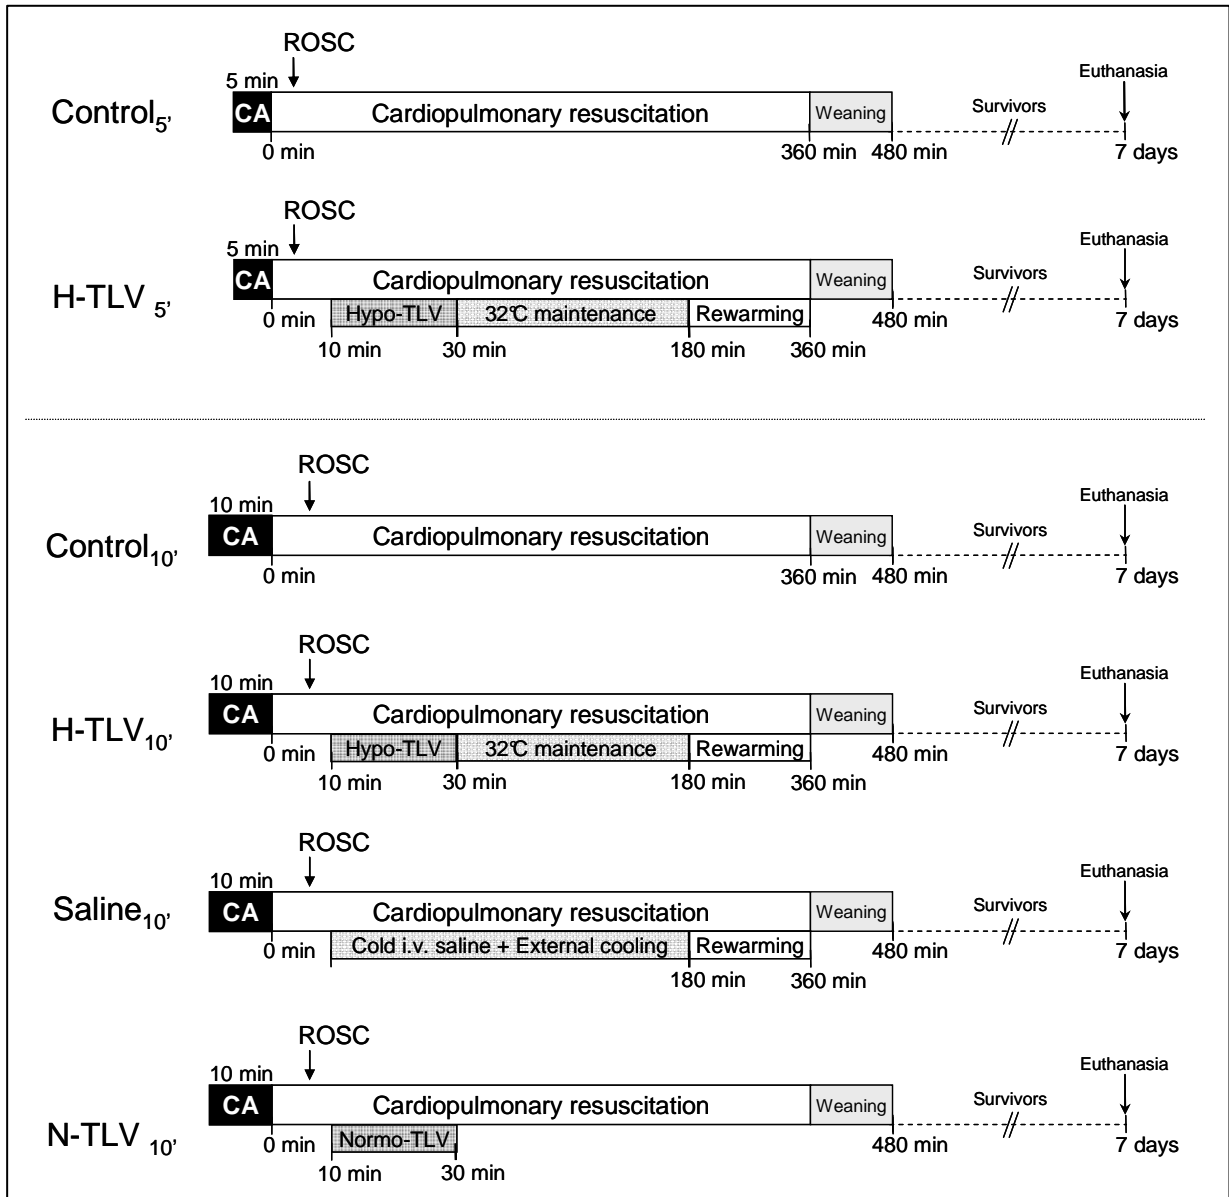 ROSC
5 min
Euthanasia
Control5'
CA
Cardiopulmonary resuscitation
Weaning
Survivors
0 min
360 min
480 min
7 days
ROSC
5 min
Euthanasia
H-TLV 5'
CA
Cardiopulmonary resuscitation
Weaning
Survivors
0 min
Hypo-TLV
32℃ maintenance
Rewarming
480 min
7 days
10 min
30 min
180 min
360 min
ROSC
10 min
Euthanasia
Control10'
CA
Cardiopulmonary resuscitation
Weaning
Survivors
0 min
360 min
480 min
7 days
ROSC
10 min
Euthanasia
H-TLV10'
CA
Cardiopulmonary resuscitation
Weaning
Survivors
0 min
Hypo-TLV
32℃ maintenance
Rewarming
480 min
7 days
10 min
30 min
180 min
360 min
ROSC
10 min
Euthanasia
Saline10'
CA
Cardiopulmonary resuscitation
Weaning
Survivors
0 min
Cold i.v. saline + External cooling
Rewarming
480 min
7 days
180 min
360 min
ROSC
10 min
Euthanasia
N-TLV 10'
CA
Cardiopulmonary resuscitation
Weaning
Survivors
0 min
Normo-TLV
480 min
7 days
10 min
30 min